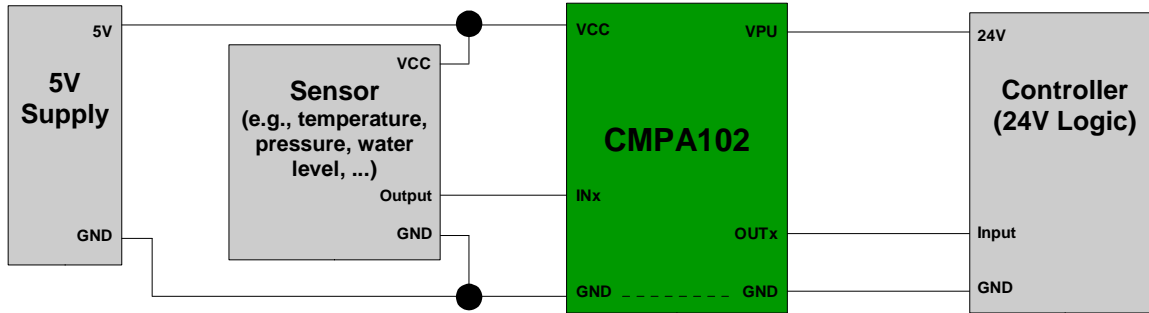 5V
5V
Supply
GND
VCC
Sensor
(e.g., temperature,
pressure, water
level, ...)
Output
GND
VCC
VPU
CMPA102
INx
OUTx
GND
GND
24V
Controller
(24V Logic)
Input
GND